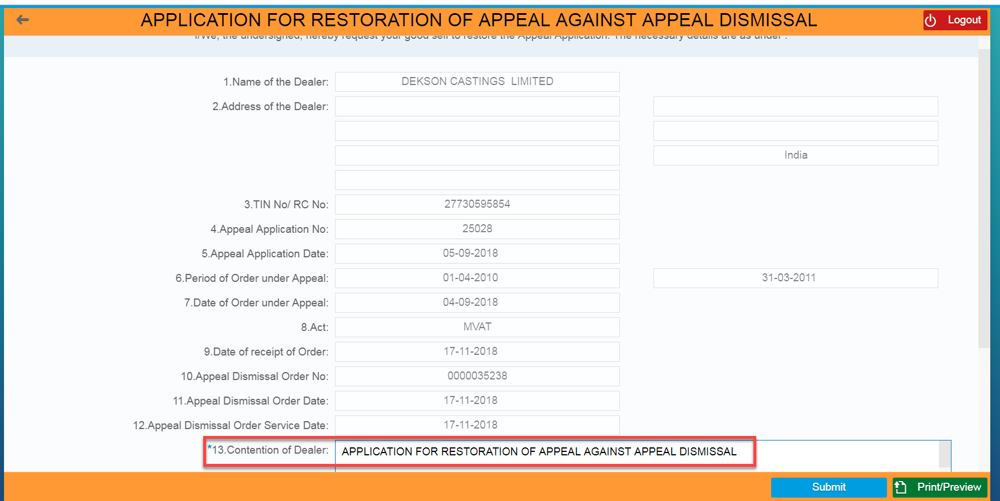 APPLICATION FOR RESTORATION OF APPEAL AGAINST APPEAL DISMISSAL
Logout
I/We, the undersigned, hereby request your good self to restore the Appeal Application. The necessary details are as under :
1.Name of the Dealer: DEKSON CASTINGS LIMITED
2.Address of the Dealer:
India
3.TIN No/ RC No: 27730595854
4.Appeal Application No: 25028
5.Appeal Application Date: 05-09-2018
6.Period of Order under Appeal: 01-04-2010 31-03-2011
7.Date of Order under Appeal: 04-09-2018
8.Act: MVAT
9.Date of receipt of Order: 17-11-2018
10.Appeal Dismissal Order No: 0000035238
11.Appeal Dismissal Order Date: 17-11-2018
12.Appeal Dismissal Order Service Date: 17-11-2018
*13.Contention of Dealer: APPLICATION FOR RESTORATION OF APPEAL AGAINST APPEAL DISMISSAL
Submit Print/Preview